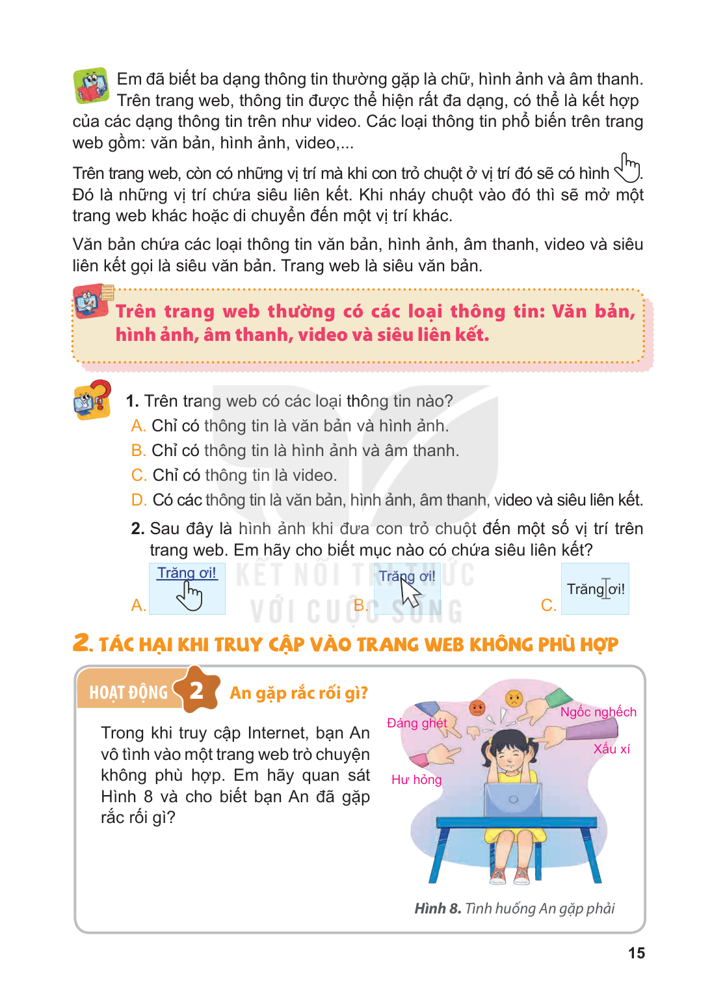 Em đã biết ba dạng thông tin thường gặp là chữ, hình ảnh và âm thanh.
Trên trang web, thông tin được thể hiện rất đa dạng, có thể là kết hợp
của các dạng thông tin trên như video. Các loại thông tin phổ biến trên trang
web gồm: văn bản, hình ảnh, video,...
Trên trang web, còn có những vị trí mà khi con trỏ chuột ở vị trí đó sẽ có hình .
Đó là những vị trí chứa siêu liên kết. Khi nháy chuột vào đó thì sẽ mở một
trang web khác hoặc di chuyển đến một vị trí khác.
Văn bản chứa các loại thông tin văn bản, hình ảnh, âm thanh, video và siêu
liên kết gọi là siêu văn bản. Trang web là siêu văn bản.
Trên trang web thường có các loại thông tin: Văn bản,
hình ảnh, âm thanh, video và siêu liên kết.
1. Trên trang web có các loại thông tin nào?
A. Chỉ có thông tin là văn bản và hình ảnh.
B. Chỉ có thông tin là hình ảnh và âm thanh.
C. Chỉ có thông tin là video.
D. Có các thông tin là văn bản, hình ảnh, âm thanh, video và siêu liên kết.
2. Sau đây là hình ảnh khi đưa con trỏ chuột đến một số vị trí trên
trang web. Em hãy cho biết mục nào có chứa siêu liên kết?
A. Trăng ơi!
B. Trăng ơi!
C. Trăng ơi!
KẾT NỐI TRI THỨC
VỚI CUỘC SỐNG
2. TÁC HẠI KHI TRUY CẬP VÀO TRANG WEB KHÔNG PHÙ HỢP
HOẠT ĐỘNG 2 An gặp rắc rối gì?
Trong khi truy cập Internet, bạn An
vô tình vào một trang web trò chuyện
không phù hợp. Em hãy quan sát
Hình 8 và cho biết bạn An đã gặp
rắc rối gì?
Đáng ghét
Ngốc nghếch
Xấu xí
Hư hỏng
Hình 8. Tình huống An gặp phải
15